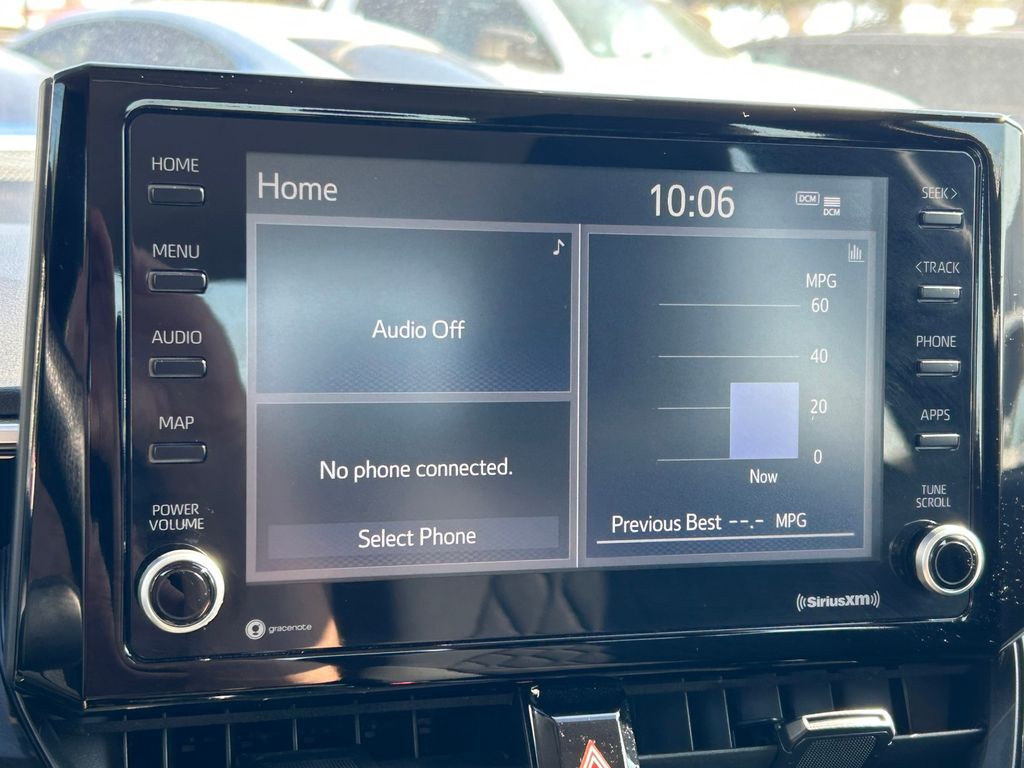 HOME
MENU
AUDIO
MAP
POWER
VOLUME
Home
10:06
DCM
DCM
Audio Off
No phone connected.
Select Phone
MPG
60
40
20
0
Now
Previous Best --.- MPG
SEEK >
< TRACK
PHONE
APPS
TUNE
SCROLL
gracenote
((SiriusXM))